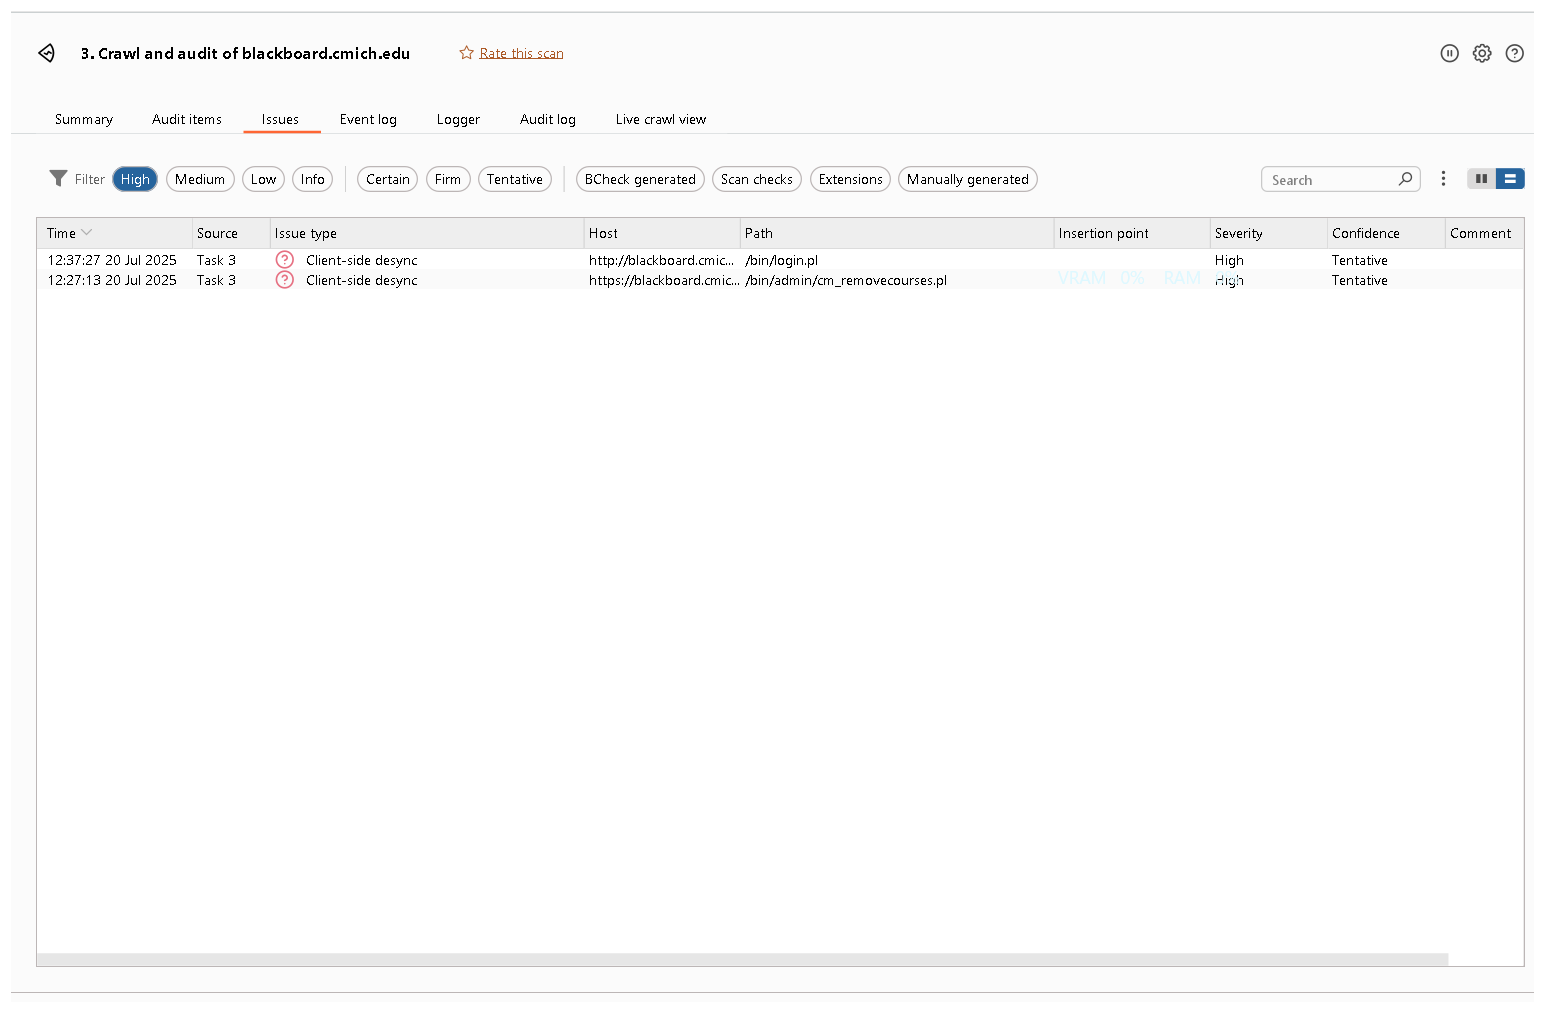 3. Crawl and audit of blackboard.cmich.edu Rate this scan
Summary Audit items Issues Event log Logger Audit log Live crawl view
Filter High Medium Low Info Certain Firm Tentative BCheck generated Scan checks Extensions Manually generated Search
Time Source Issue type Host Path Insertion point Severity Confidence Comment
12:37:27 20 Jul 2025 Task 3 Client-side desync http://blackboard.cmic... /bin/login.pl High Tentative
12:27:13 20 Jul 2025 Task 3 Client-side desync https://blackboard.cmic... /bin/admin/cm_removecourses.pl VRAM 0% RAM High Tentative